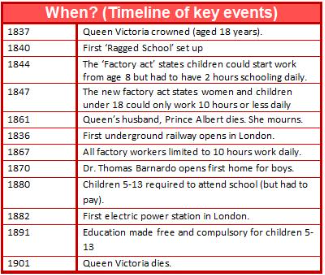 When? (Timeline of key events)
1837 Queen Victoria crowned (aged 18 years).
1840 First ‘Ragged School’ set up
1844 The ‘Factory act’ states children could start work
from age 8 but had to have 2 hours schooling daily.
1847 The new factory act states women and children
under 18 could only work 10 hours or less daily
1861 Queen’s husband, Prince Albert dies. She mourns.
1836 First underground railway opens in London.
1867 All factory workers limited to 10 hours work daily.
1870 Dr. Thomas Barnardo opens first home for boys.
1880 Children 5-13 required to attend school (but had to
pay).
1882 First electric power station in London.
1891 Education made free and compulsory for children 5-
13
1901 Queen Victoria dies.